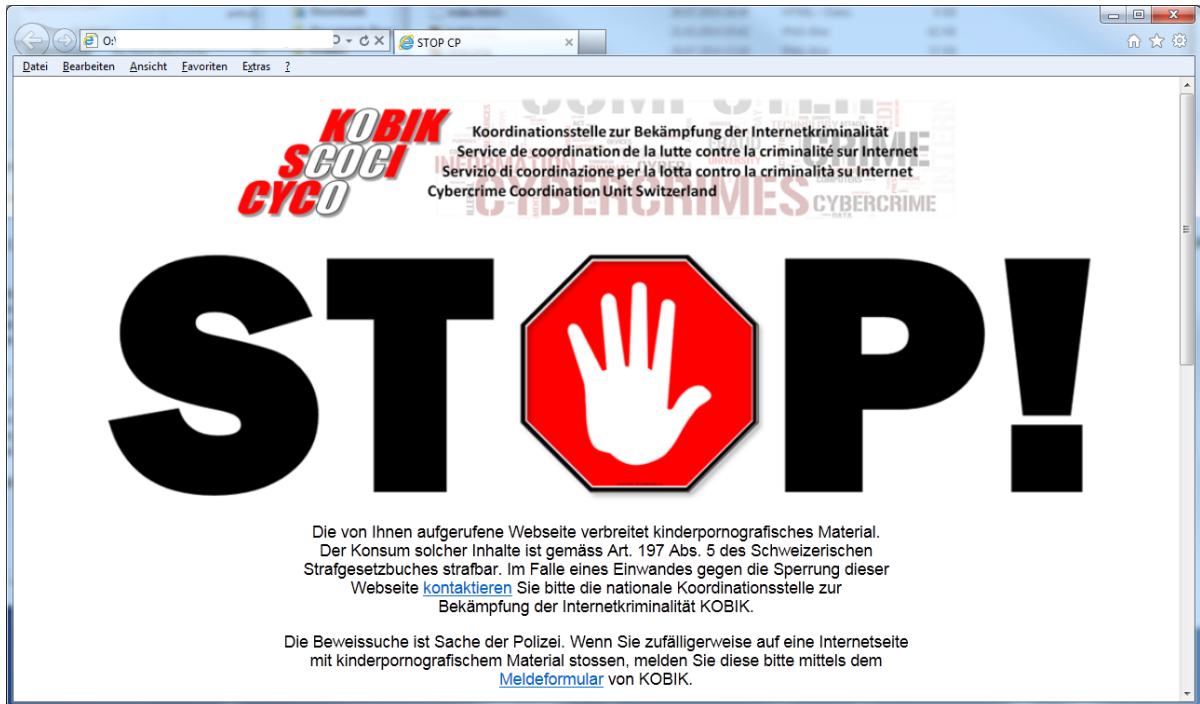 O:\
STOP CP
Datei Bearbeiten Ansicht Favoriten Extras ?
KOBIK
SCOCI
CYCO
Koordinationsstelle zur Bekämpfung der Internetkriminalität
Service de coordination de la lutte contre la criminalité sur Internet
Servizio di coordinazione per la lotta contro la criminalità su Internet
Cybercrime Coordination Unit Switzerland
COMPUTER
CRIME
INFORMATION
CYBERCRIMES
CYBERCRIME
STOP!
Die von Ihnen aufgerufene Webseite verbreitet kinderpornografisches Material.
Der Konsum solcher Inhalte ist gemäss Art. 197 Abs. 5 des Schweizerischen
Strafgesetzbuches strafbar. Im Falle eines Einwandes gegen die Sperrung dieser
Webseite kontaktieren Sie bitte die nationale Koordinationsstelle zur
Bekämpfung der Internetkriminalität KOBIK.
Die Beweissuche ist Sache der Polizei. Wenn Sie zufälligerweise auf eine Internetseite
mit kinderpornografischem Material stossen, melden Sie diese bitte mittels dem
Meldeformular von KOBIK.